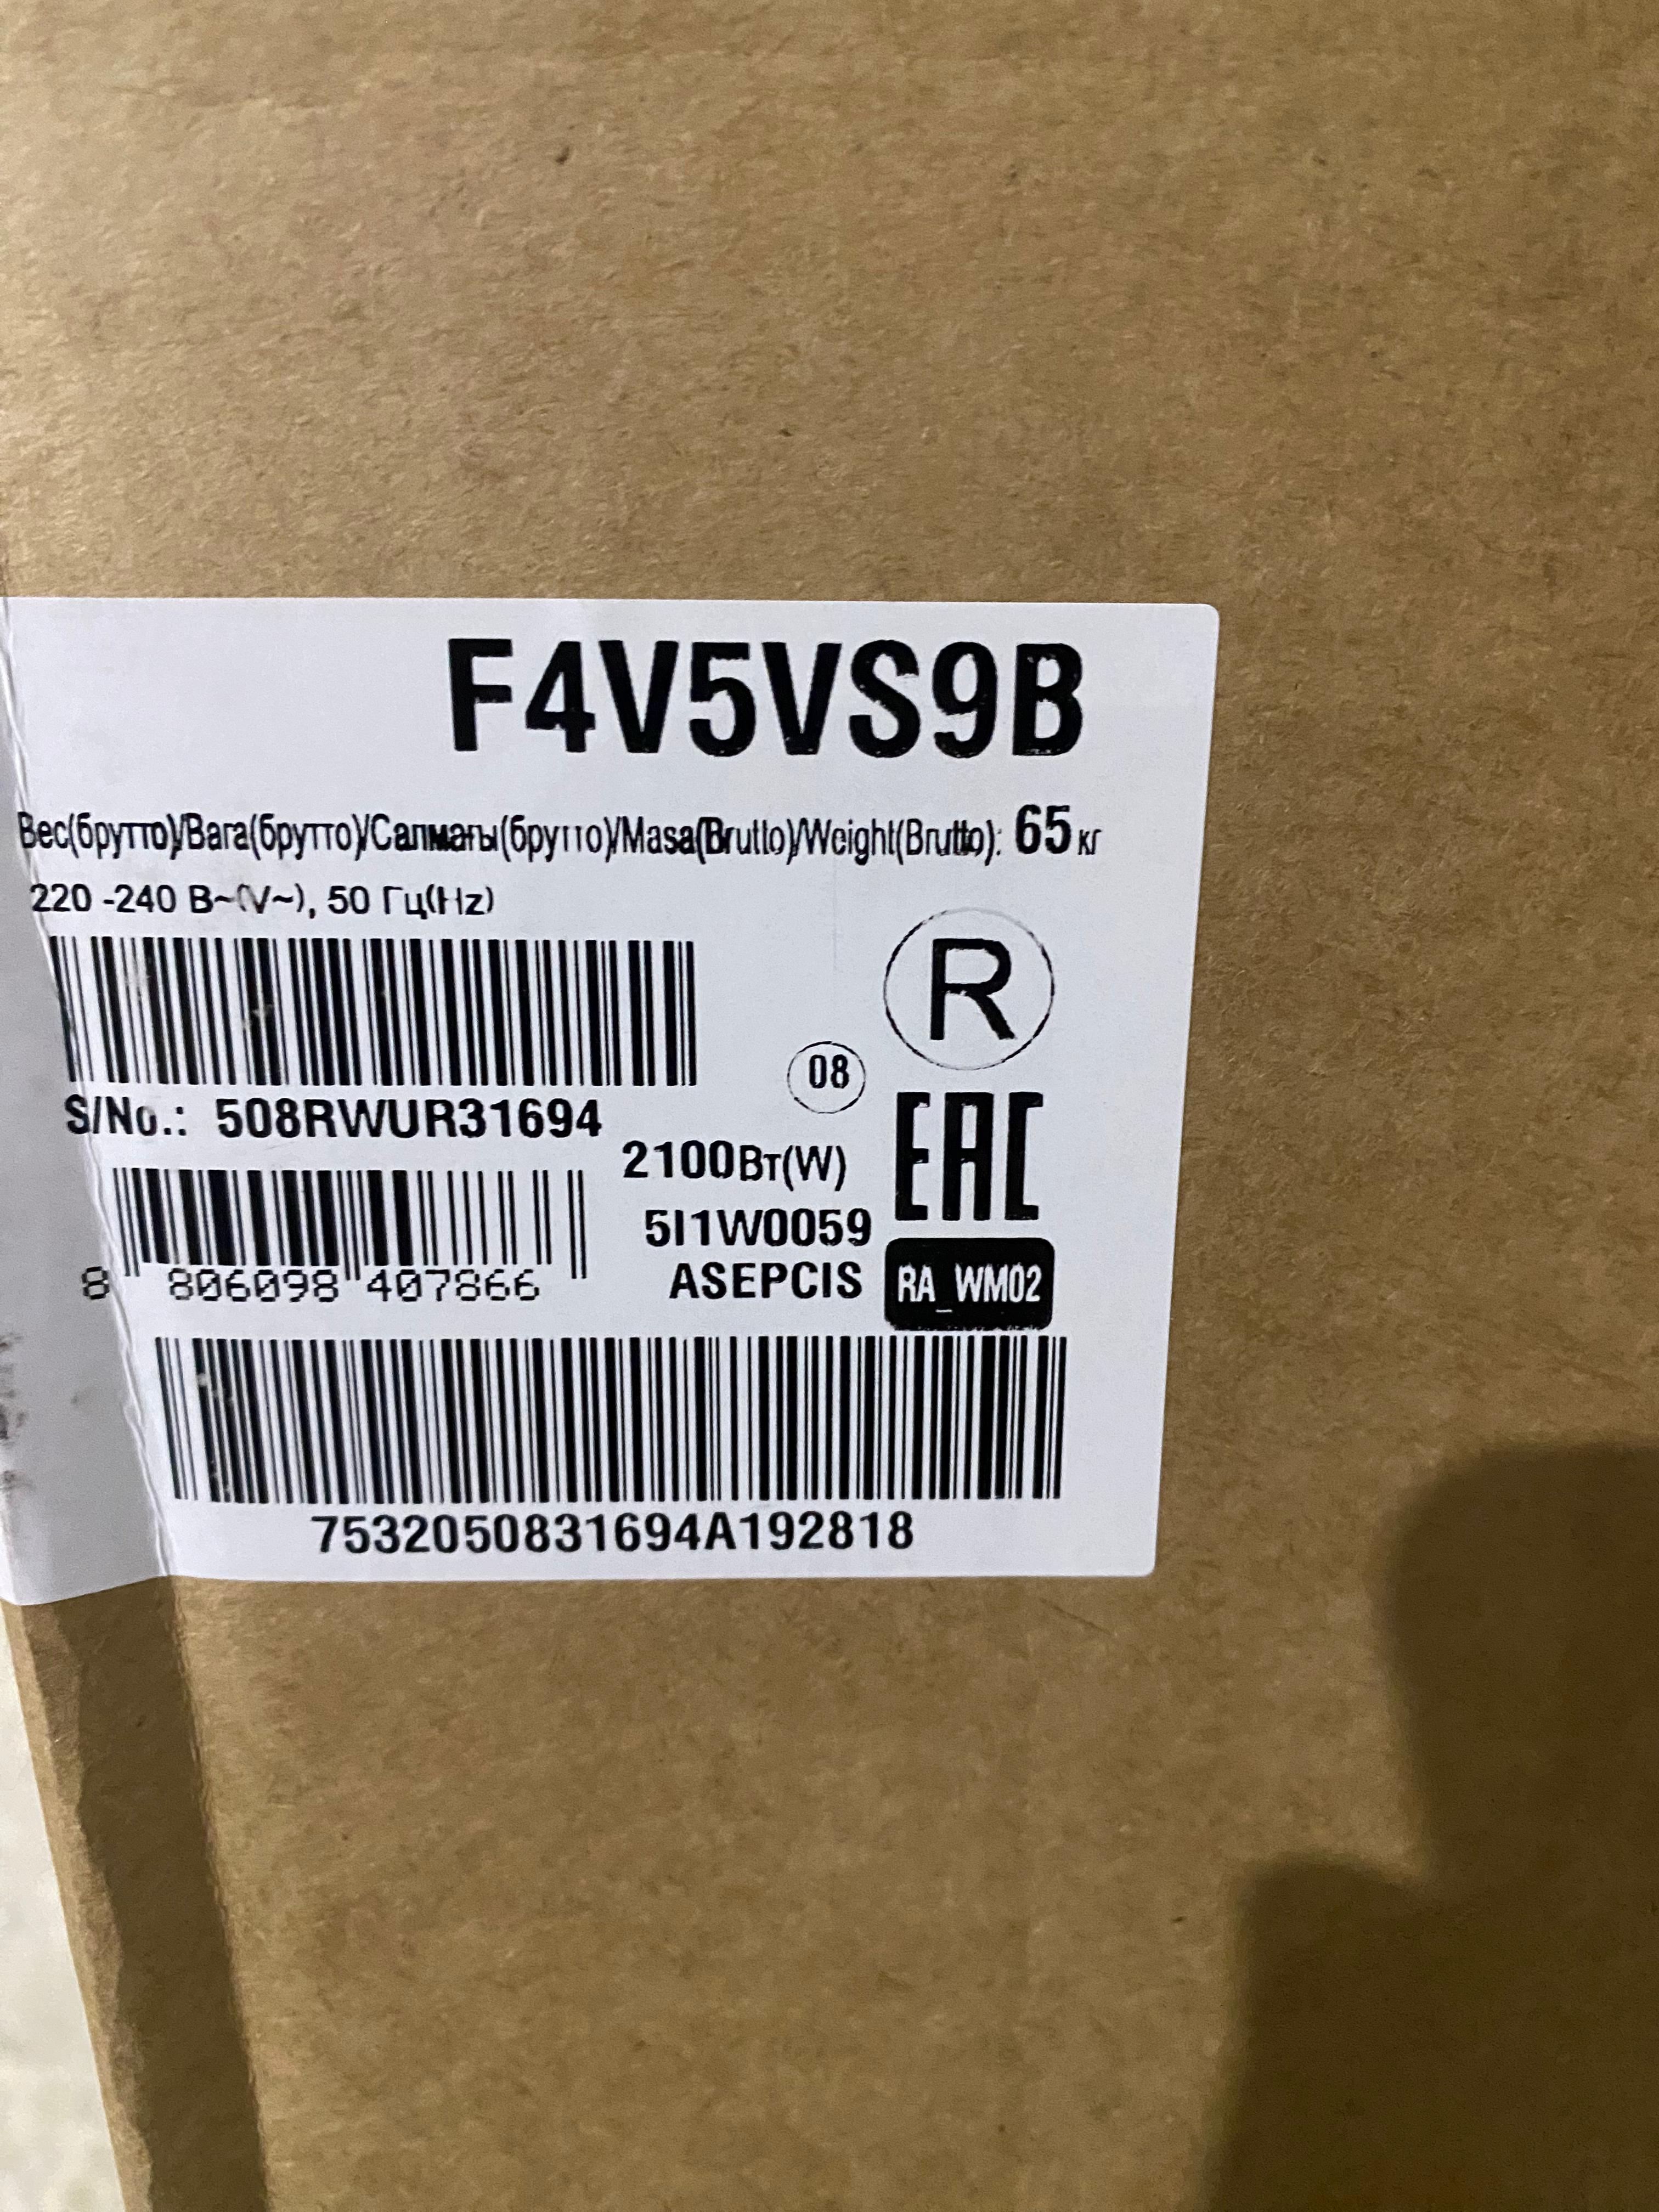 F4V5VS9B
Вес(брутто)/Вага(брутто)/Салмағы(брутто)/Masa(Brutto)/Weight(Brutto): 65 кг
220 -240 В~(V~), 50 Гц(Hz)
R
08
S/No.: 508RWUR31694
EAC
2100Вт(W)
5I1W0059
8 806098 407866
ASEPCIS
RA_WM02
7532050831694A192818